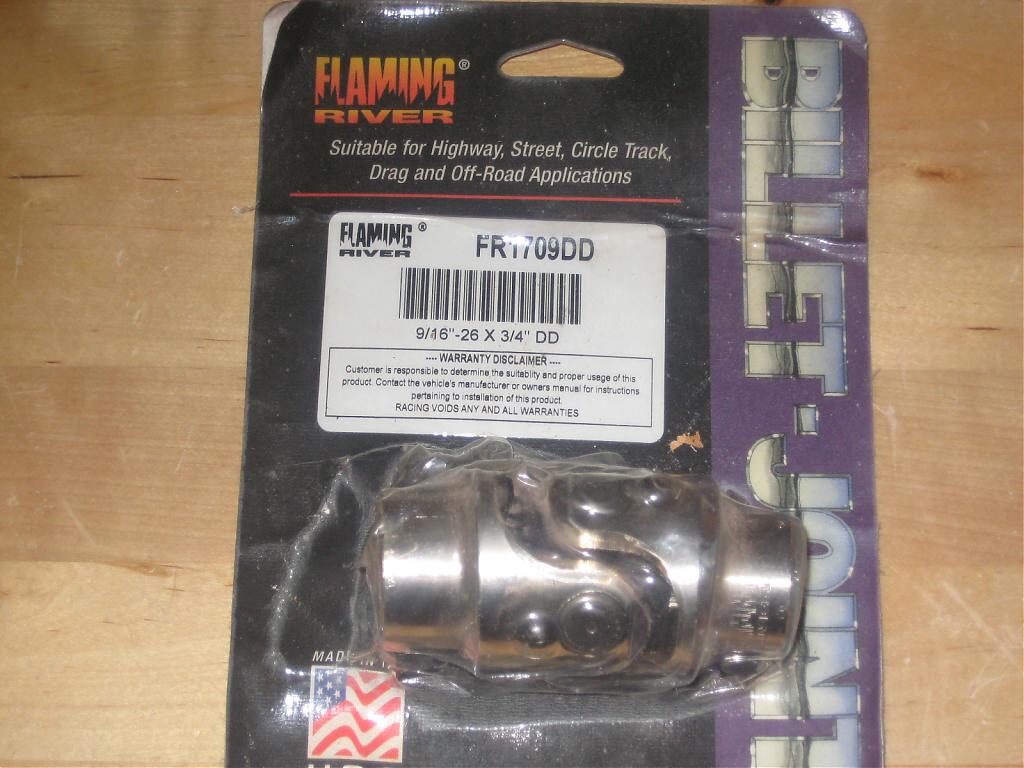 FLAMING®
RIVER
Suitable for Highway, Street, Circle Track,
Drag and Off-Road Applications
FLAMING®
RIVER
FR1709DD
9/16"-26 X 3/4" DD
---- WARRANTY DISCLAIMER ----
Customer is responsible to determine the suitablity and proper usage of this
product. Contact the vehicle's manufacturer or owners manual for instructions
pertaining to installation of this product.
RACING VOIDS ANY AND ALL WARRANTIES
BILLET·JOINT
MADE IN